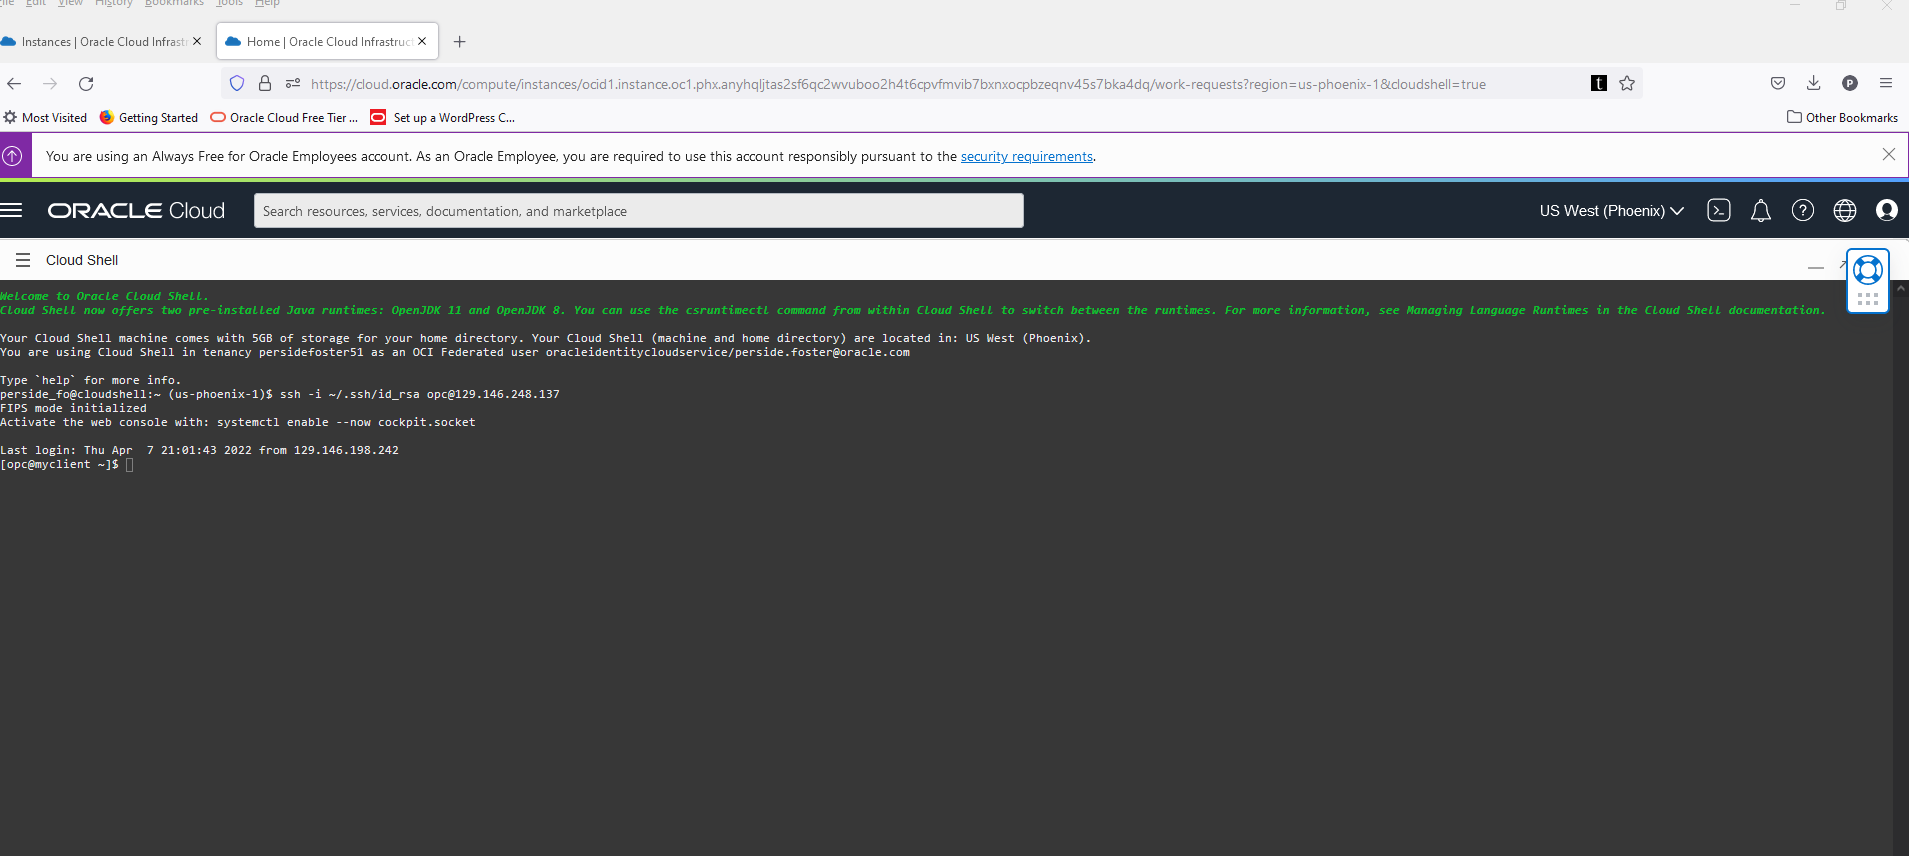 File Edit View History Bookmarks Tools Help
Instances | Oracle Cloud Infrastr
Home | Oracle Cloud Infrastruct
https://cloud.oracle.com/compute/instances/ocid1.instance.oc1.phx.anyhqljtas2sf6qc2wvuboo2h4t6cpvfmvib7bxnxocpbzeqnv45s7bka4dq/work-requests?region=us-phoenix-1&cloudshell=true
t
P
Most Visited Getting Started Oracle Cloud Free Tier ... Set up a WordPress C... Other Bookmarks
You are using an Always Free for Oracle Employees account. As an Oracle Employee, you are required to use this account responsibly pursuant to the security requirements.
ORACLE Cloud
Search resources, services, documentation, and marketplace
US West (Phoenix)
Cloud Shell
Welcome to Oracle Cloud Shell.
Cloud Shell now offers two pre-installed Java runtimes: OpenJDK 11 and OpenJDK 8. You can use the csruntimectl command from within Cloud Shell to switch between the runtimes. For more information, see Managing Language Runtimes in the Cloud Shell documentation.
Your Cloud Shell machine comes with 5GB of storage for your home directory. Your Cloud Shell (machine and home directory) are located in: US West (Phoenix).
You are using Cloud Shell in tenancy persidefoster51 as an OCI Federated user oracleidentitycloudservice/perside.foster@oracle.com
Type `help` for more info.
perside_fo@cloudshell:~ (us-phoenix-1)$ ssh -i ~/.ssh/id_rsa opc@129.146.248.137
FIPS mode initialized
Activate the web console with: systemctl enable --now cockpit.socket
Last login: Thu Apr  7 21:01:43 2022 from 129.146.198.242
[opc@myclient ~]$